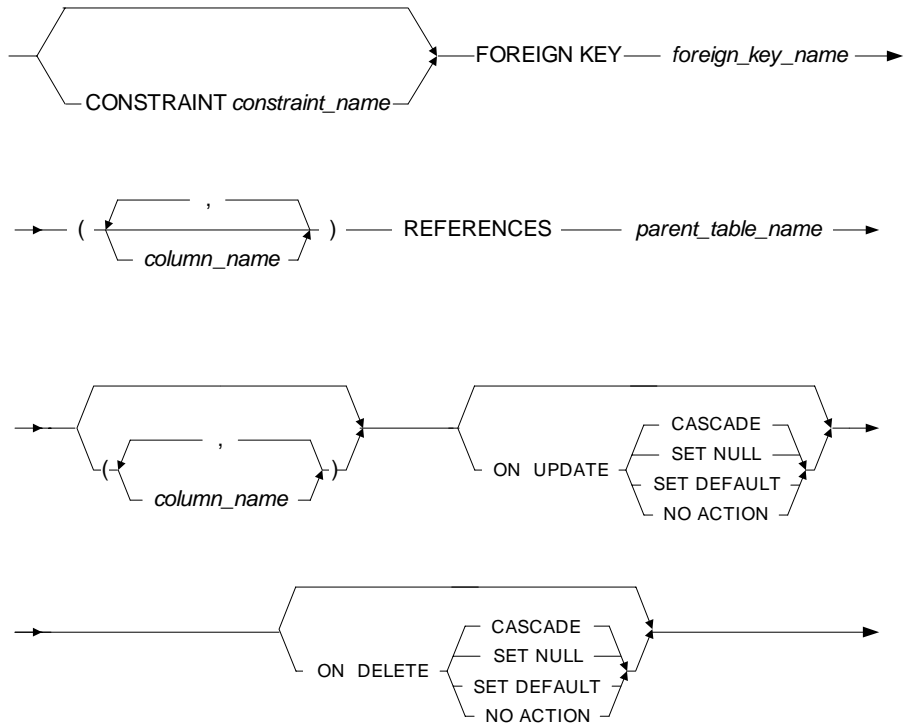 FOREIGN KEY foreign_key_name
CONSTRAINT constraint_name
,
( ) REFERENCES parent_table_name
column_name
,
( )
column_name
ON UPDATE
CASCADE
SET NULL
SET DEFAULT
NO ACTION
ON DELETE
CASCADE
SET NULL
SET DEFAULT
NO ACTION